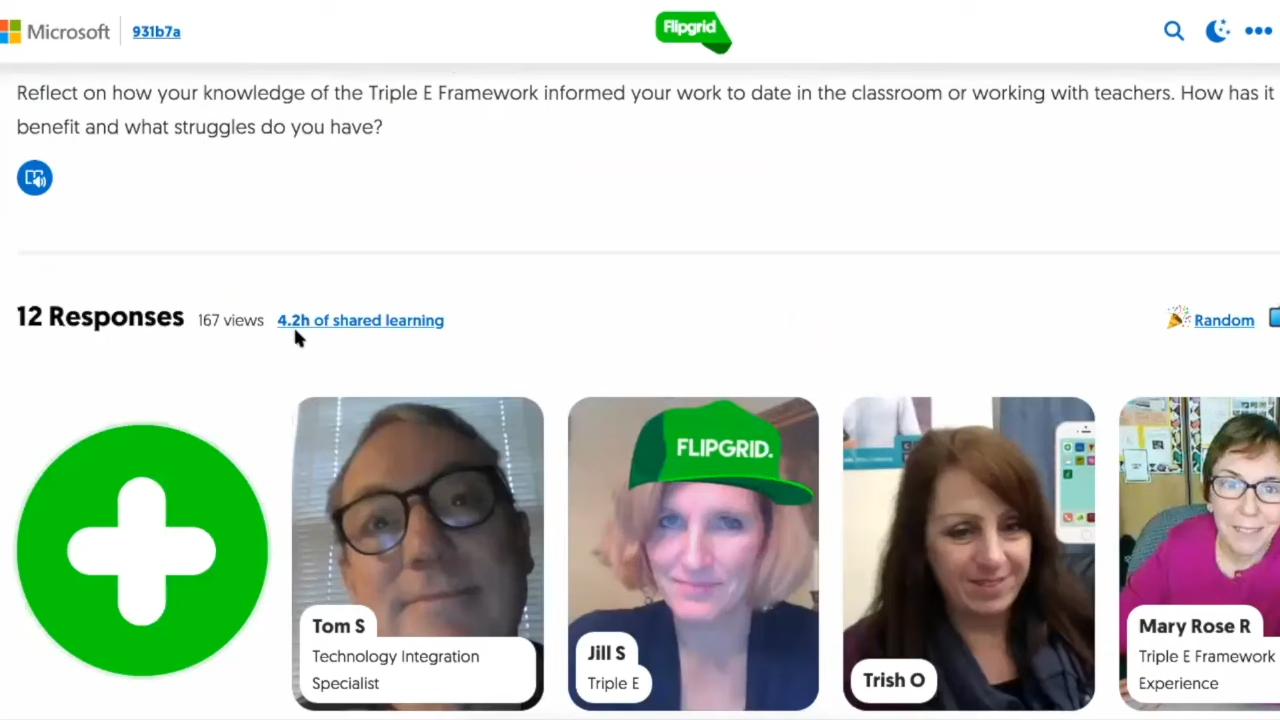 Microsoft
931b7a
Flipgrid
Reflect on how your knowledge of the Triple E Framework informed your work to date in the classroom or working with teachers. How has it
benefit and what struggles do you have?
12 Responses
167 views
4.2h of shared learning
Random
FLIPGRID.
Tom S
Technology Integration
Specialist
Jill S
Triple E
Trish O
Mary Rose R
Triple E Framework
Experience